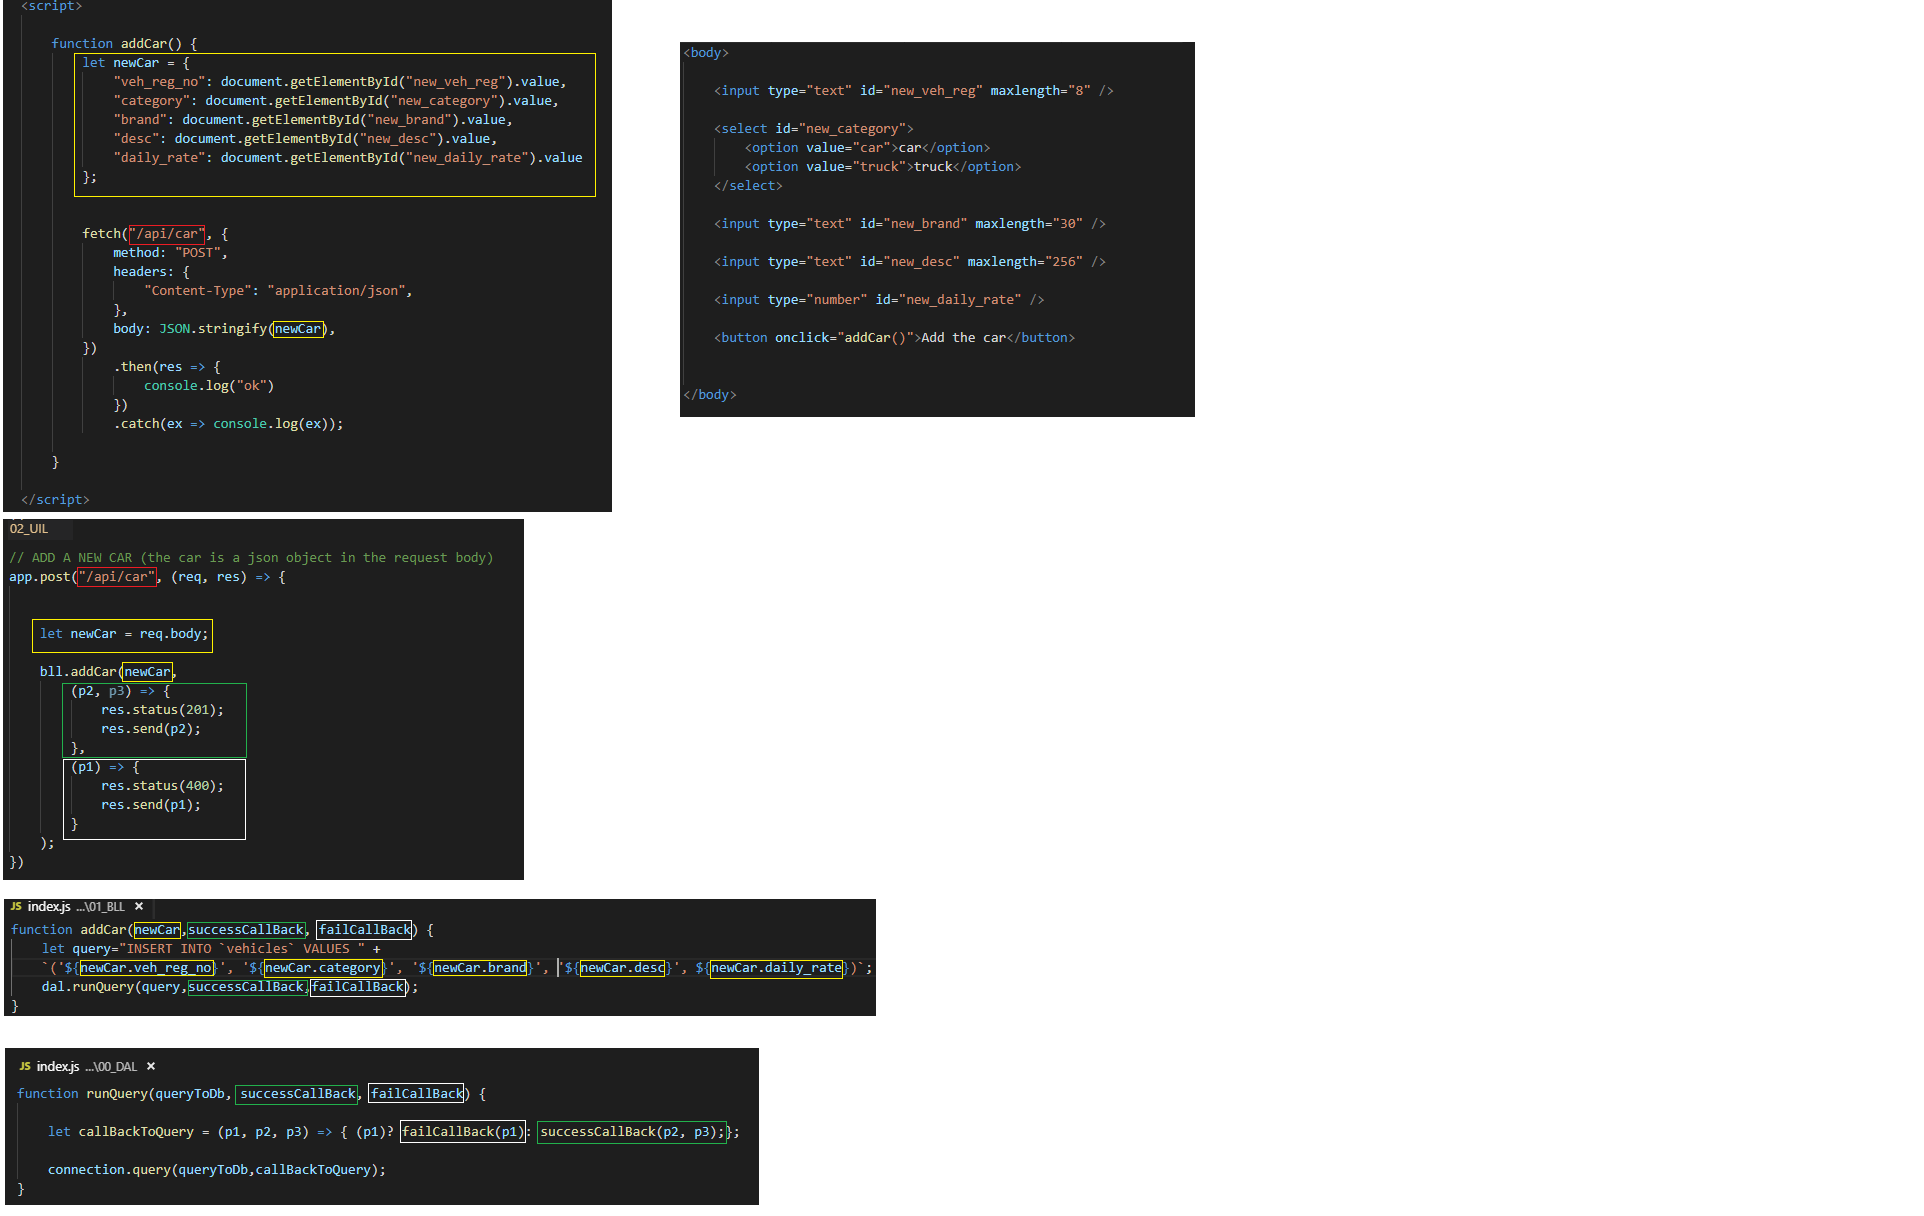 <script>
function addCar() {
let newCar = {
"veh_reg_no": document.getElementById("new_veh_reg").value,
"category": document.getElementById("new_category").value,
"brand": document.getElementById("new_brand").value,
"desc": document.getElementById("new_desc").value,
"daily_rate": document.getElementById("new_daily_rate").value
};
fetch("/api/car", {
method: "POST",
headers: {
"Content-Type": "application/json",
},
body: JSON.stringify(newCar),
})
.then(res => {
console.log("ok")
})
.catch(ex => console.log(ex));
}
</script>
<body>
<input type="text" id="new_veh_reg" maxlength="8" />
<select id="new_category">
<option value="car">car</option>
<option value="truck">truck</option>
</select>
<input type="text" id="new_brand" maxlength="30" />
<input type="text" id="new_desc" maxlength="256" />
<input type="number" id="new_daily_rate" />
<button onclick="addCar()">Add the car</button>
</body>
02_UIL
// ADD A NEW CAR (the car is a json object in the request body)
app.post("/api/car", (req, res) => {
let newCar = req.body;
bll.addCar(newCar,
(p2, p3) => {
res.status(201);
res.send(p2);
},
(p1) => {
res.status(400);
res.send(p1);
}
);
})
JS index.js ...\01_BLL ×
function addCar(newCar,successCallBack, failCallBack) {
let query="INSERT INTO `vehicles` VALUES " +
`('${newCar.veh_reg_no}', '${newCar.category}', '${newCar.brand}', '${newCar.desc}', ${newCar.daily_rate})`;
dal.runQuery(query,successCallBack,failCallBack);
}
JS index.js ...\00_DAL ×
function runQuery(queryToDb, successCallBack, failCallBack) {
let callBackToQuery = (p1, p2, p3) => { (p1)? failCallBack(p1): successCallBack(p2, p3);};
connection.query(queryToDb,callBackToQuery);
}